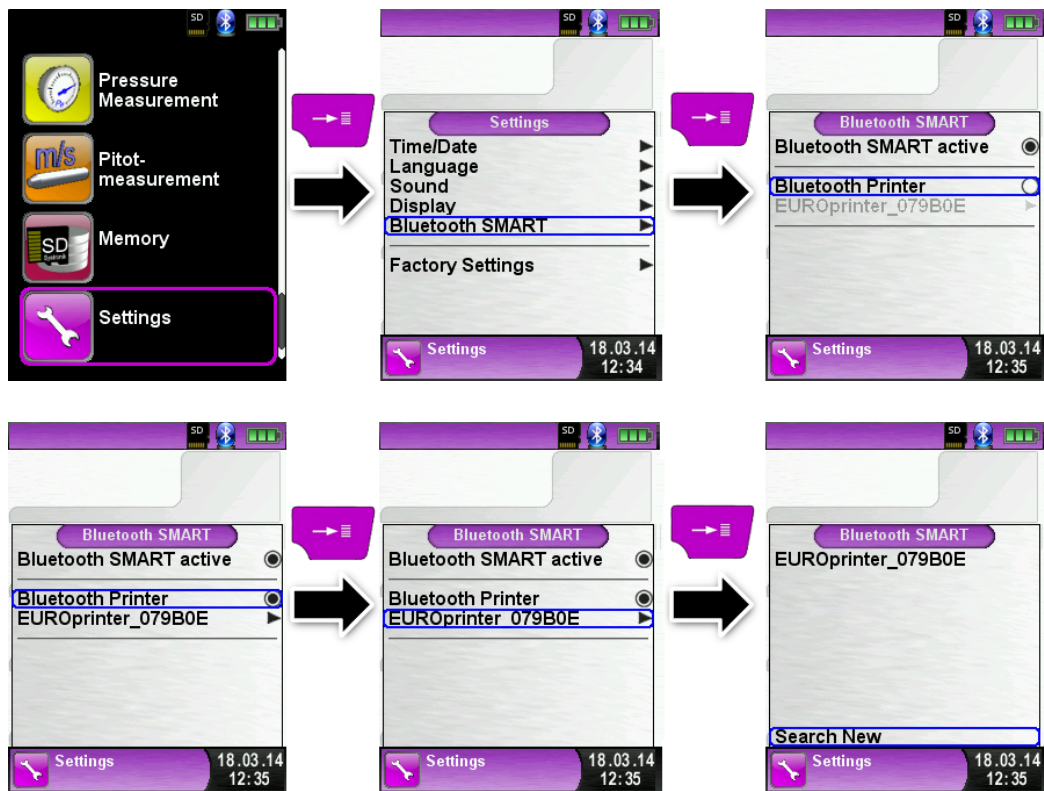 SD
Pressure
Measurement
m/s
Pitot-
measurement
SD
Memory
Settings
SD
Settings
Time/Date
Language
Sound
Display
Bluetooth SMART
Factory Settings
Settings
18.03.14
12:34
SD
Bluetooth SMART
Bluetooth SMART active
Bluetooth Printer
EUROprinter_079B0E
Settings
18.03.14
12:35
SD
Bluetooth SMART
Bluetooth SMART active
Bluetooth Printer
EUROprinter_079B0E
Settings
18.03.14
12:35
SD
Bluetooth SMART
Bluetooth SMART active
Bluetooth Printer
EUROprinter_079B0E
Settings
18.03.14
12:35
SD
Bluetooth SMART
EUROprinter_079B0E
Search New
Settings
18.03.14
12:35